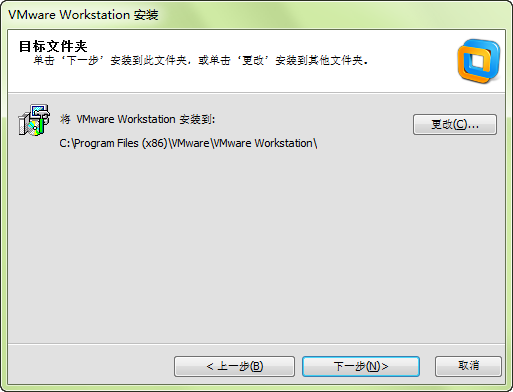 VMware Workstation 安装
目标文件夹
单击‘下一步’安装到此文件夹，或单击‘更改’安装到其他文件夹。
将 VMware Workstation 安装到:
更改(C)...
C:\Program Files (x86)\VMware\VMware Workstation\
< 上一步(B)
下一步(N)>
取消